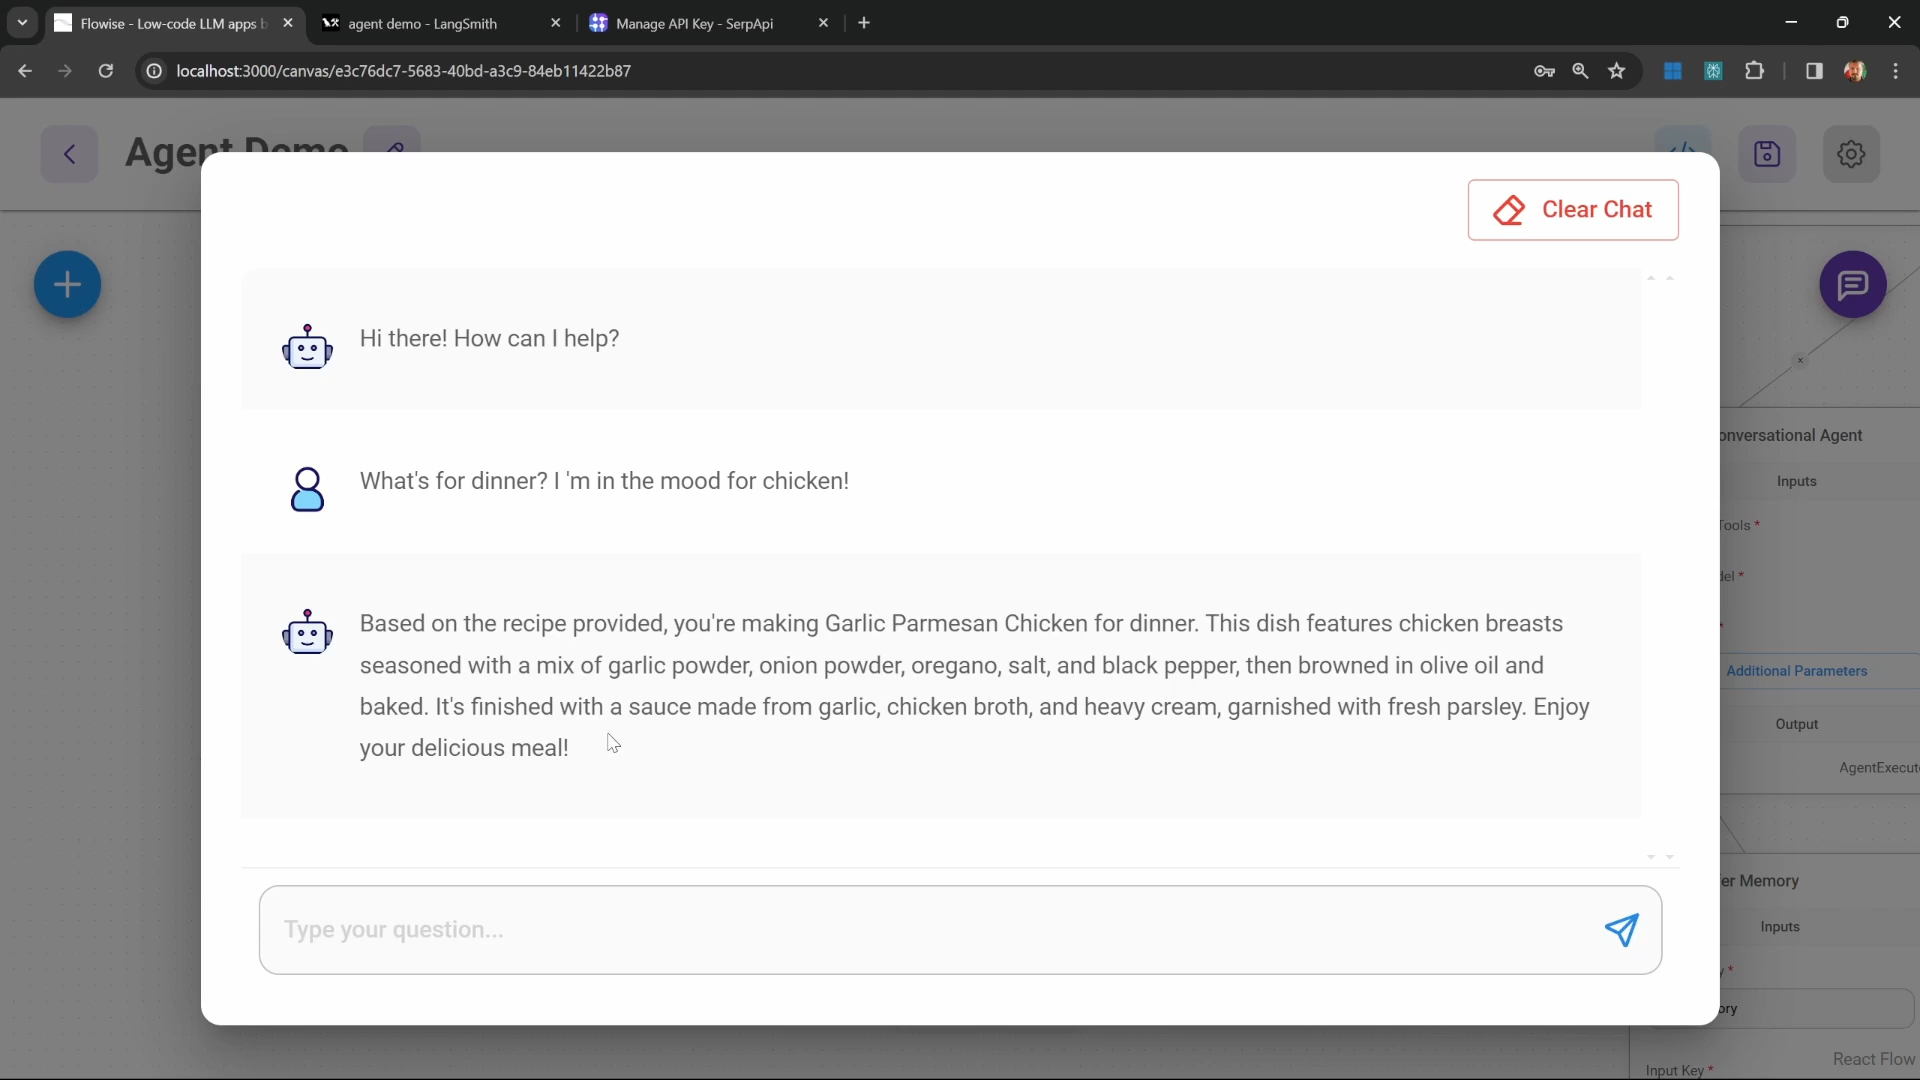 Flowise - Low-code LLM apps b
agent demo - LangSmith
Manage API Key - SerpApi
localhost:3000/canvas/e3c76dc7-5683-40bd-a3c9-84eb11422b87
Agent Demo
Clear Chat
Hi there! How can I help?
What's for dinner? I 'm in the mood for chicken!
Based on the recipe provided, you're making Garlic Parmesan Chicken for dinner. This dish features chicken breasts
seasoned with a mix of garlic powder, onion powder, oregano, salt, and black pepper, then browned in olive oil and
baked. It's finished with a sauce made from garlic, chicken broth, and heavy cream, garnished with fresh parsley. Enjoy
your delicious meal!
Type your question...
onversational Agent
Inputs
Tools *
del *
*
Additional Parameters
Output
AgentExecut
er Memory
Inputs
y *
ory
Input Key *
React Flow